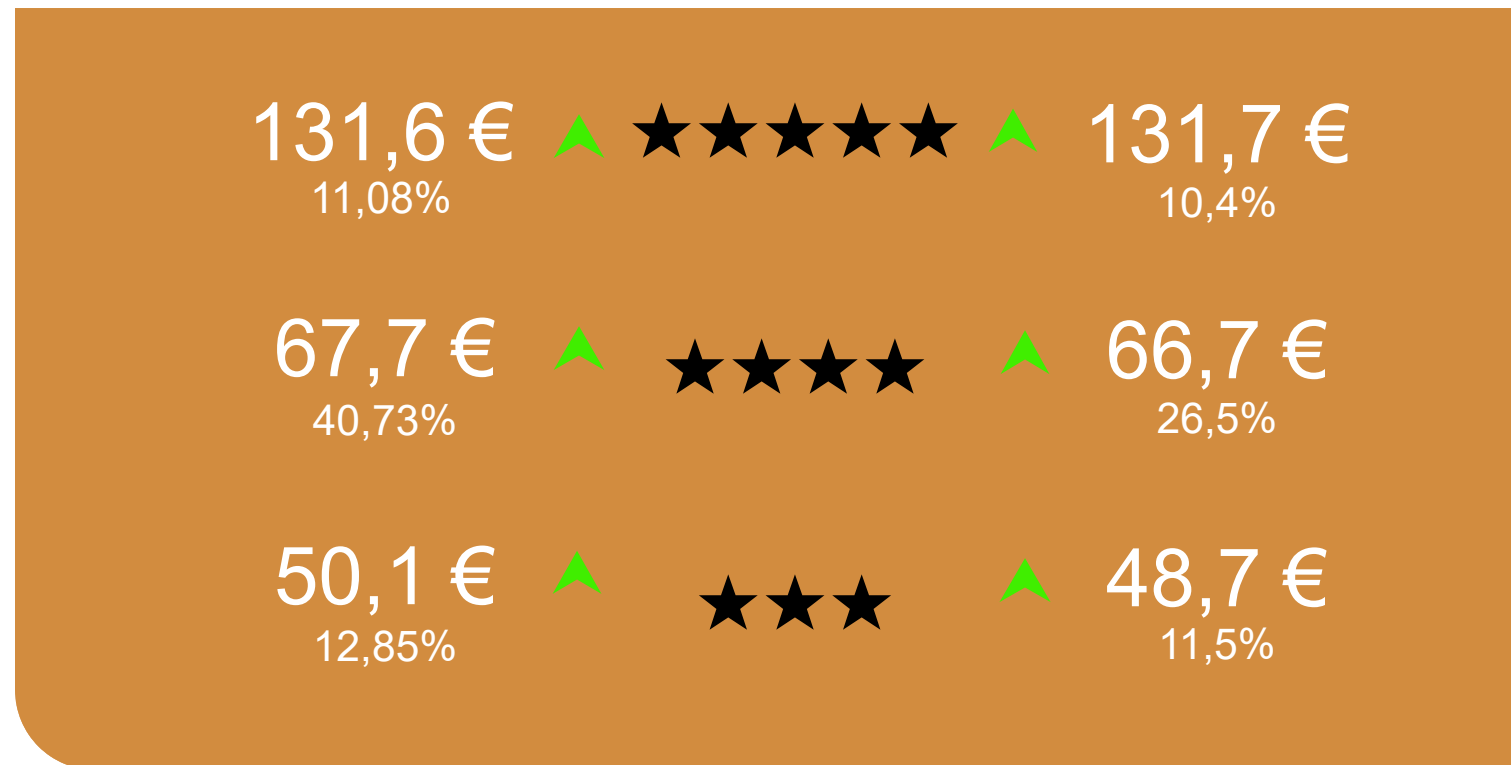 131,6 € ★★★★★ 131,7 €
11,08% 10,4%
67,7 € ★★★★ 66,7 €
40,73% 26,5%
50,1 € ★★★ 48,7 €
12,85% 11,5%